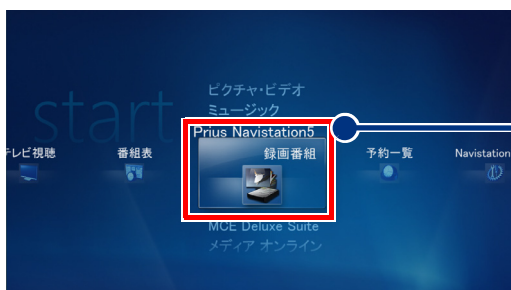 start
ピクチャ・ビデオ
ミュージック
Prius Navistation5
テレビ視聴
番組表
録画番組
予約一覧
Navistation
MCE Deluxe Suite
メディア オンライン